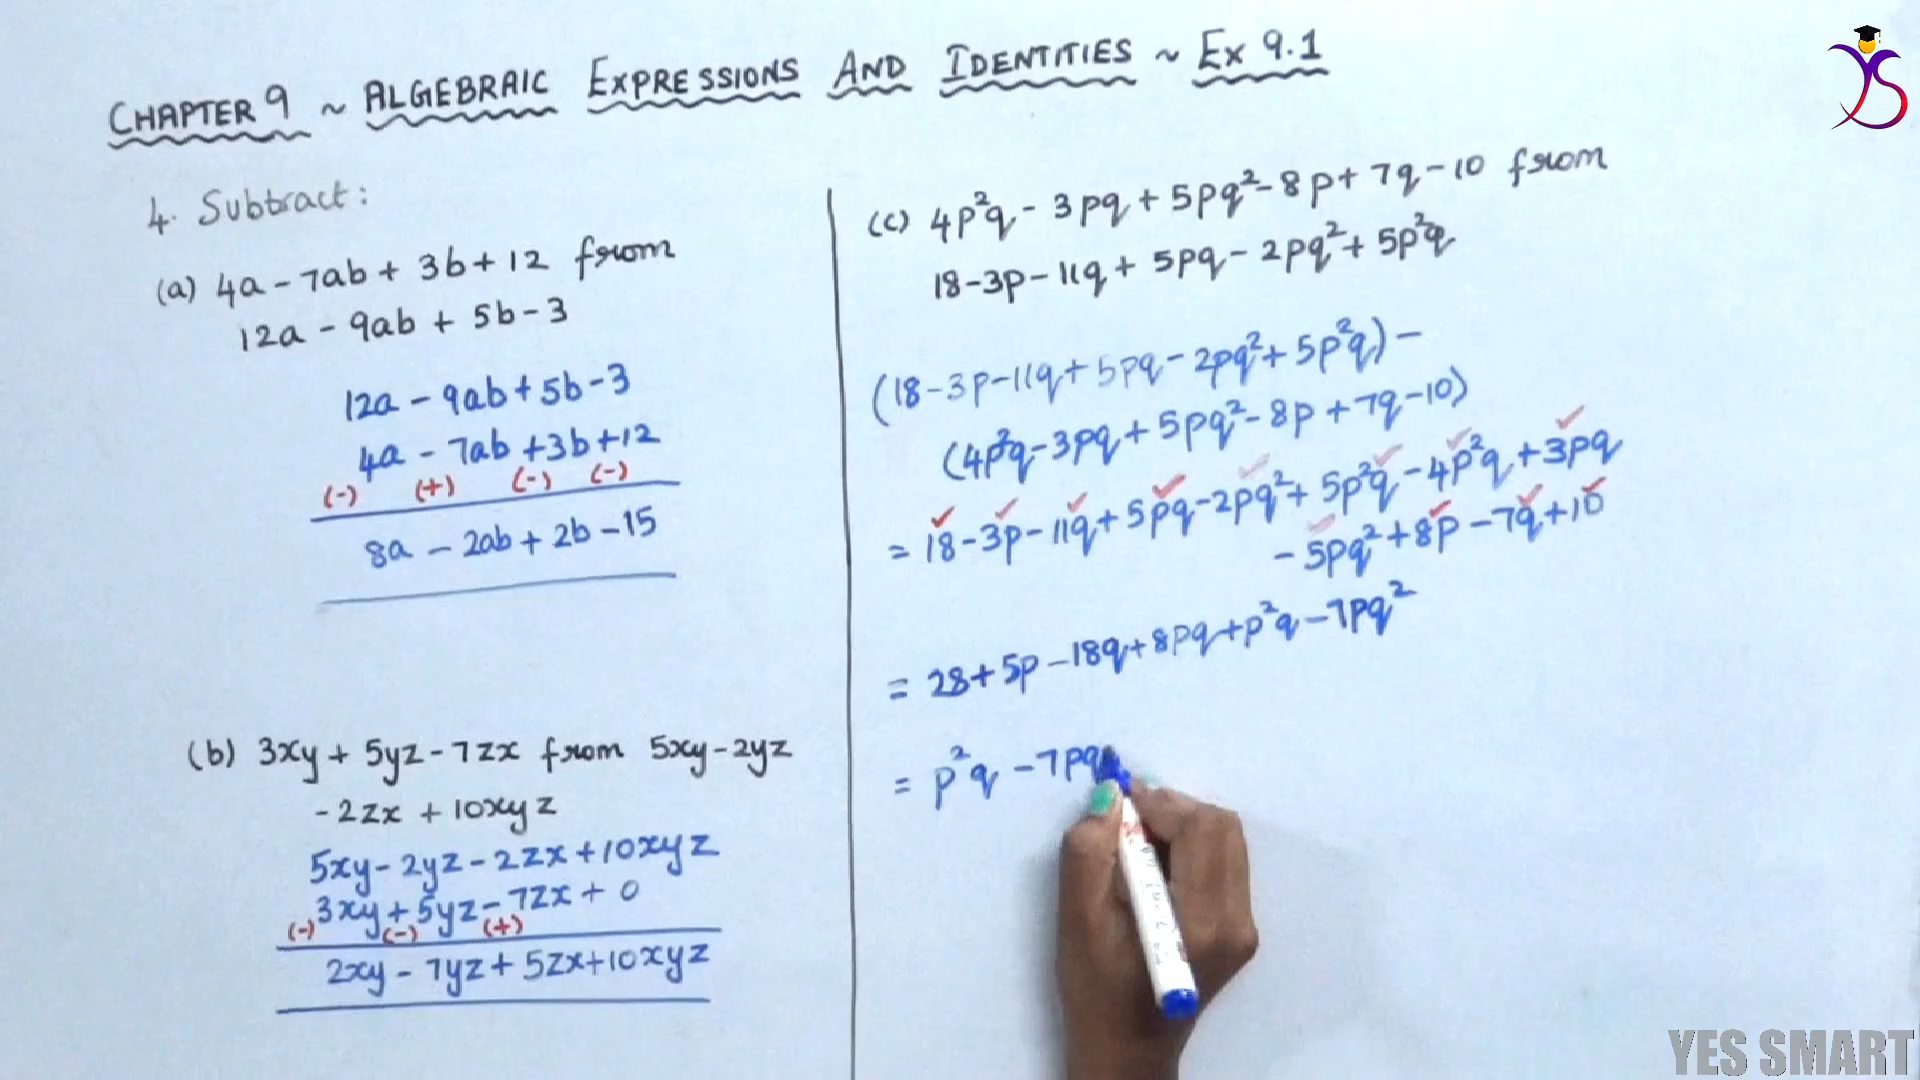 CHAPTER 9 ~ ALGEBRAIC EXPRESSIONS AND IDENTITIES ~ EX 9.1
4. Subtract:
(a) 4a - 7ab + 3b + 12 from
12a - 9ab + 5b - 3
12a - 9ab + 5b - 3
4a - 7ab + 3b + 12
(-) (+) (-) (-)
8a - 2ab + 2b - 15
(b) 3xy + 5yz - 7zx from 5xy - 2yz
- 2zx + 10xyz
5xy - 2yz - 2zx + 10xyz
3xy + 5yz - 7zx + 0
(-) (-) (+)
2xy - 7yz + 5zx + 10xyz
(c) 4p²q - 3pq + 5pq² - 8p + 7q - 10 from
18 - 3p - 11q + 5pq - 2pq² + 5p²q
(18 - 3p - 11q + 5pq - 2pq² + 5p²q) -
(4p²q - 3pq + 5pq² - 8p + 7q - 10)
= 18 - 3p - 11q + 5pq - 2pq² + 5p²q - 4p²q + 3pq
- 5pq² + 8p - 7q + 10
= 28 + 5p - 18q + 8pq + p²q - 7pq²
= p²q - 7pq
YS
YES SMART